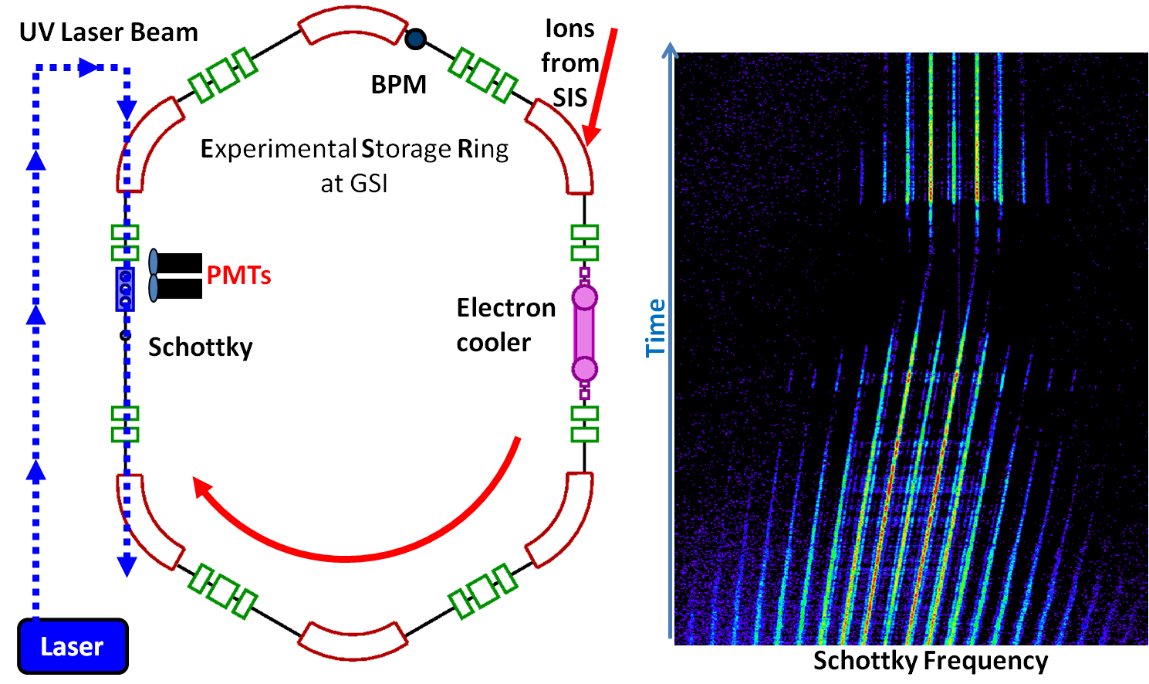 UV Laser Beam
BPM
Ions
from
SIS
Experimental Storage Ring
at GSI
PMTs
Schottky
Electron
cooler
Laser
Time
Schottky Frequency